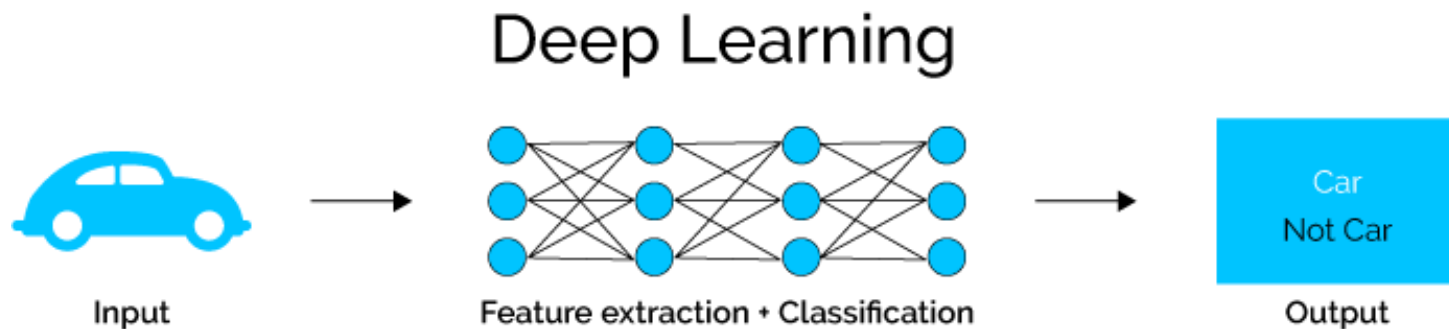 Deep Learning
Car
Not Car
Input
Feature extraction + Classification
Output